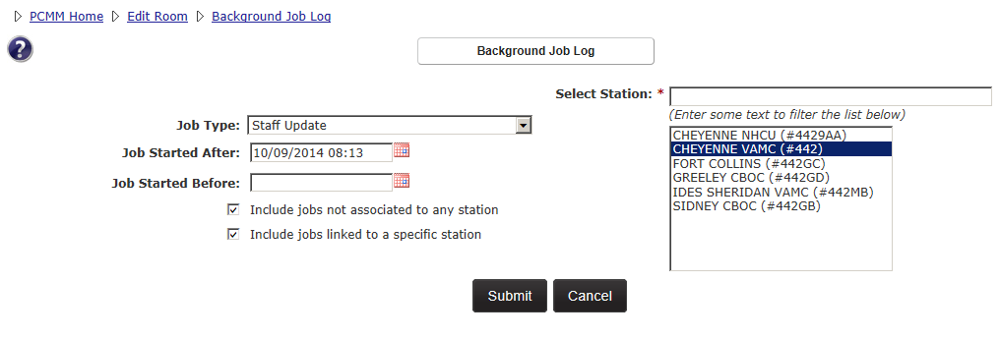 PCMM Home Edit Room Background Job Log
?
Background Job Log
Select Station: *
(Enter some text to filter the list below)
Job Type: Staff Update
Job Started After: 10/09/2014 08:13
Job Started Before:
Include jobs not associated to any station
Include jobs linked to a specific station
CHEYENNE NHCU (#4429AA)
CHEYENNE VAMC (#442)
FORT COLLINS (#442GC)
GREELEY CBOC (#442GD)
IDES SHERIDAN VAMC (#442MB)
SIDNEY CBOC (#442GB)
Submit Cancel